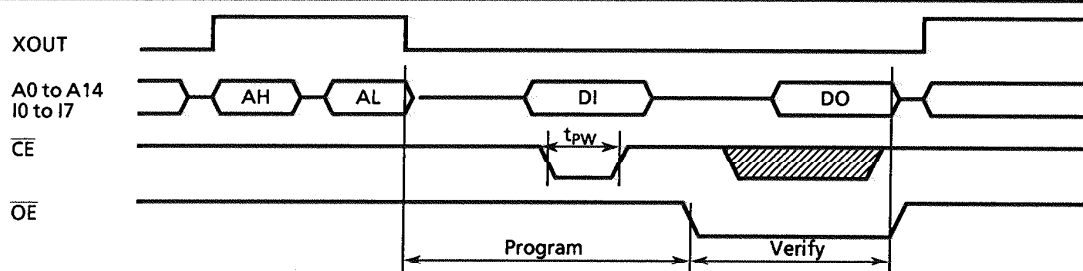 XOUT
A0 to A14
I0 to I7
AH
AL
DI
DO
CE
tPW
OE
Program
Verify